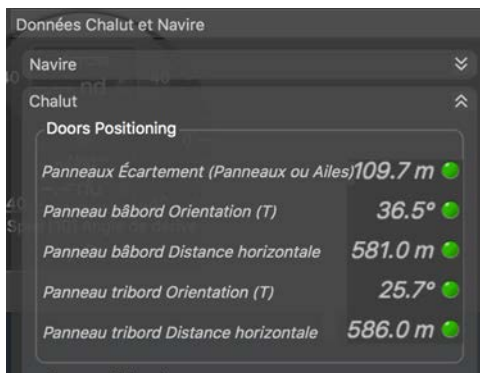 Données Chalut et Navire
Navire
Chalut
Doors Positioning
Panneaux Écartement (Panneaux ou Ailes) 109.7 m
Panneau bâbord Orientation (T) 36.5°
Panneau bâbord Distance horizontale 581.0 m
Panneau tribord Orientation (T) 25.7°
Panneau tribord Distance horizontale 586.0 m